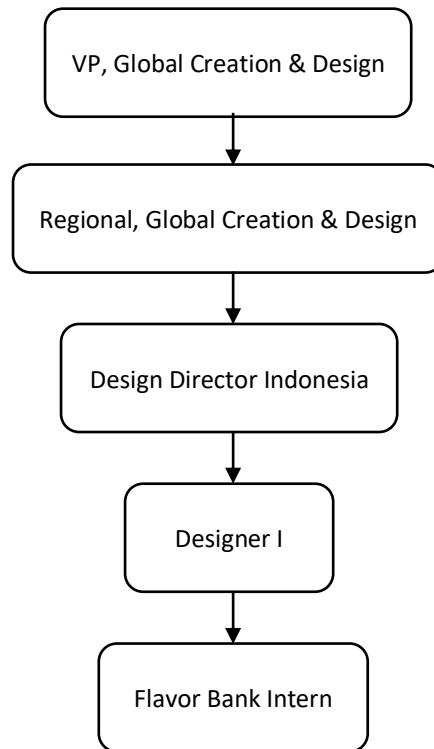 VP, Global Creation & Design
Regional, Global Creation & Design
Design Director Indonesia
Designer I
Flavor Bank Intern